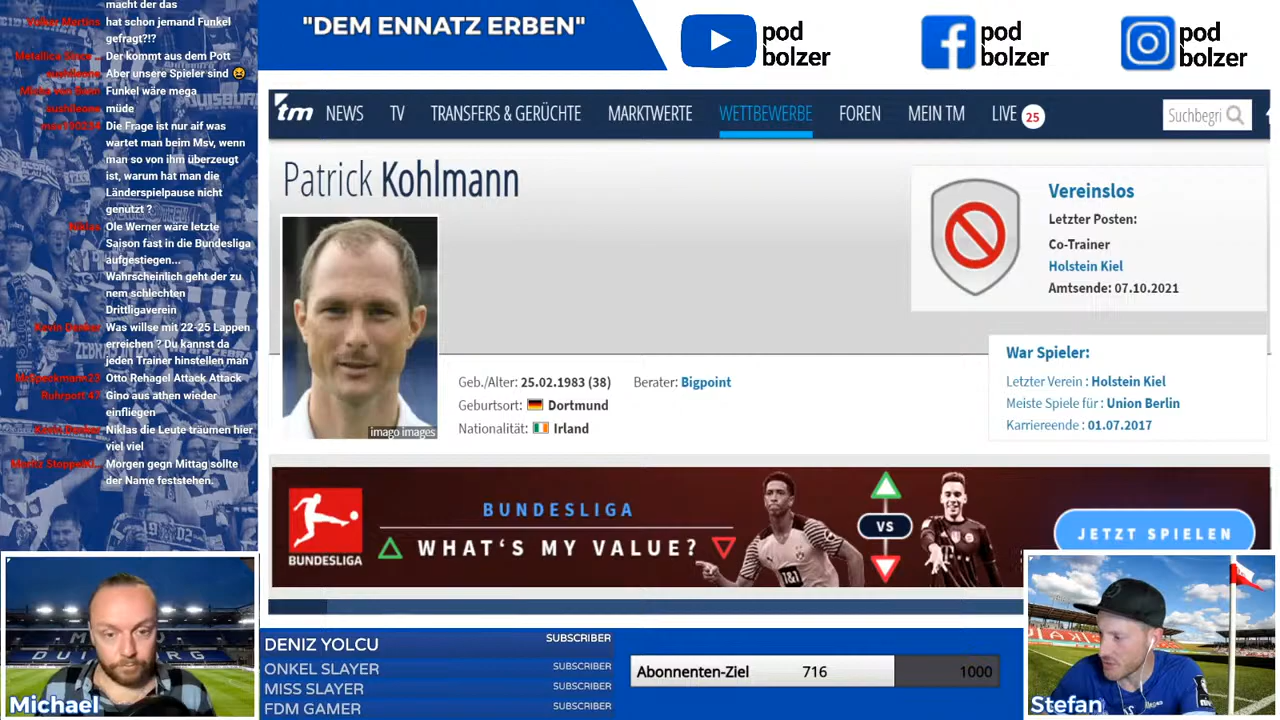 macht der das
Volker Martins hat schon jemand Funkel
gefragt?!?
Der kommt aus dem Pott
Aber unsere Spieler sind 😫
Funkel wäre mega
müde
Die Frage ist nur aif was
wartet man beim Msv, wenn
man so von ihm überzeugt
ist, warum hat man die
Länderspielpause nicht
genutzt ?
Niklas Ole Werner wäre letzte
Saison fast in die Bundesliga
aufgestiegen...
Wahrscheinlich geht der zu
nem schlechten
Drittligaverein
Was willse mit 22-25 Lappen
erreichen ? Du kannst da
jeden Trainer hinstellen man
Otto Rehagel Attack Attack
Ruhrpott 47 Gino aus athen wieder
einfliegen
Niklas die Leute träumen hier
viel viel
Morgen gegn Mittag sollte
der Name feststehen.
"DEM ENNATZ ERBEN"
pod
bolzer
pod
bolzer
pod
bolzer
tm NEWS TV TRANSFERS & GERÜCHTE MARKTWERTE WETTBEWERBE FOREN MEIN TM LIVE 25 Suchbegri
Patrick Kohlmann
imago images
Geb./Alter: 25.02.1983 (38) Berater: Bigpoint
Geburtsort: Dortmund
Nationalität: Irland
Vereinslos
Letzter Posten:
Co-Trainer
Holstein Kiel
Amtsende: 07.10.2021
War Spieler:
Letzter Verein : Holstein Kiel
Meiste Spiele für : Union Berlin
Karriereende : 01.07.2017
BUNDESLIGA
BUNDESLIGA
WHAT'S MY VALUE?
VS
JETZT SPIELEN
Michael
DENIZ YOLCU SUBSCRIBER
ONKEL SLAYER SUBSCRIBER
MISS SLAYER SUBSCRIBER
FDM GAMER SUBSCRIBER
Abonnenten-Ziel 716 1000
Stefan